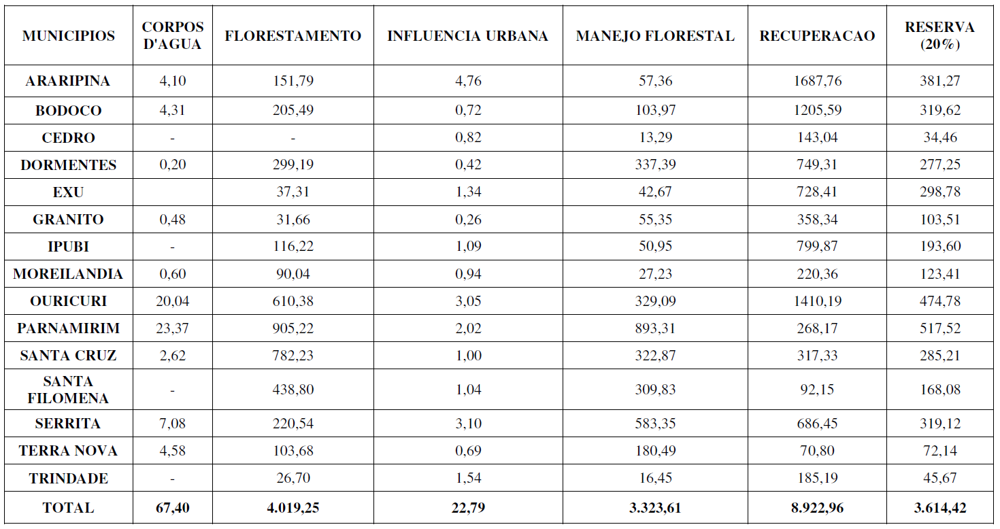 MUNICIPIOS CORPOS D'AGUA FLORESTAMENTO INFLUENCIA URBANA MANEJO FLORESTAL RECUPERACAO RESERVA (20%)
ARARIPINA 4,10 151,79 4,76 57,36 1687,76 381,27
BODOCO 4,31 205,49 0,72 103,97 1205,59 319,62
CEDRO - - 0,82 13,29 143,04 34,46
DORMENTES 0,20 299,19 0,42 337,39 749,31 277,25
EXU 37,31 1,34 42,67 728,41 298,78
GRANITO 0,48 31,66 0,26 55,35 358,34 103,51
IPUBI - 116,22 1,09 50,95 799,87 193,60
MOREILANDIA 0,60 90,04 0,94 27,23 220,36 123,41
OURICURI 20,04 610,38 3,05 329,09 1410,19 474,78
PARNAMIRIM 23,37 905,22 2,02 893,31 268,17 517,52
SANTA CRUZ 2,62 782,23 1,00 322,87 317,33 285,21
SANTA FILOMENA - 438,80 1,04 309,83 92,15 168,08
SERRITA 7,08 220,54 3,10 583,35 686,45 319,12
TERRA NOVA 4,58 103,68 0,69 180,49 70,80 72,14
TRINDADE - 26,70 1,54 16,45 185,19 45,67
TOTAL 67,40 4.019,25 22,79 3.323,61 8.922,96 3.614,42